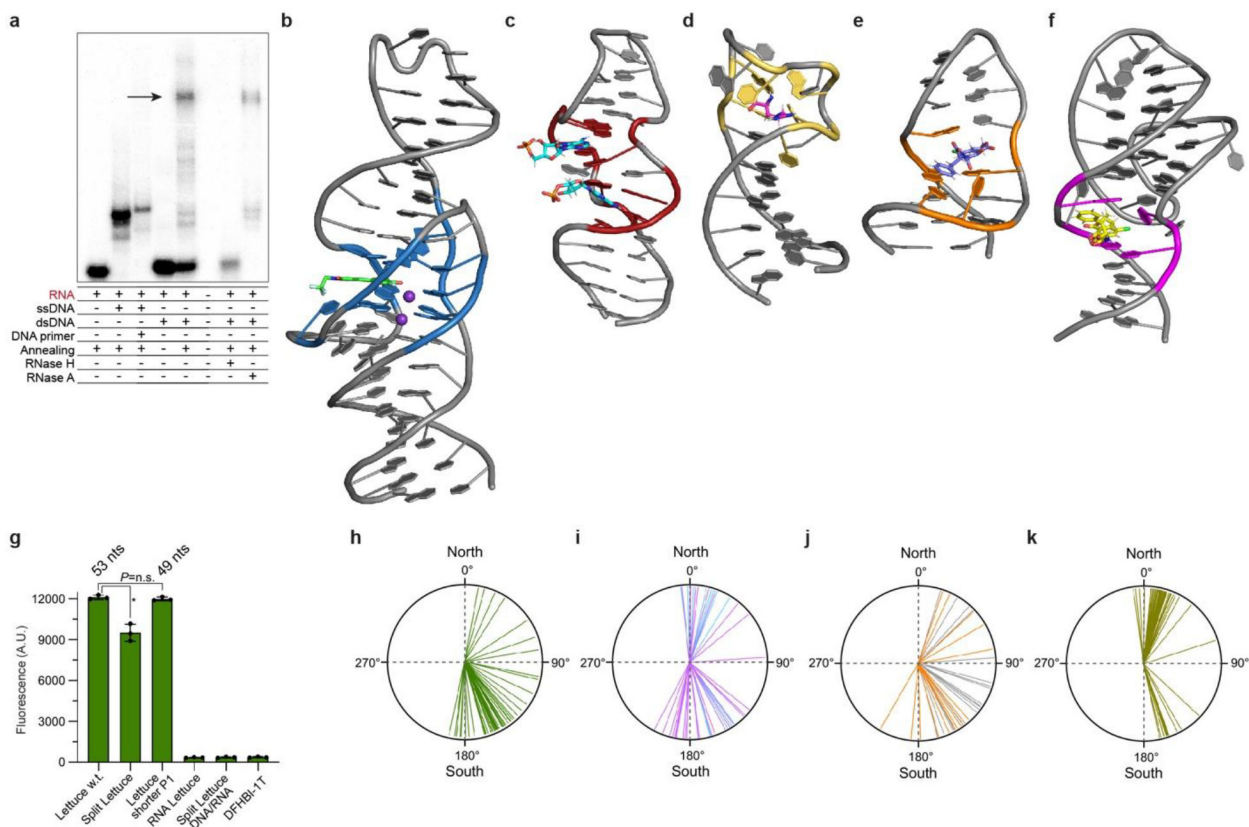 a
b
c
d
e
f
RNA + + + + + - + +
ssDNA - + + - - - - -
dsDNA - - - + + - + +
DNA primer - - + - - - - -
Annealing + + + - + - + +
RNase H - - - - - - + -
RNase A - - - - - - - +
g
53 nts
49 nts
P=n.s.
*
Fluorescence (A.U.)
12000
9000
6000
3000
0
Lettuce w.t.
Split Lettuce
Lettuce shorter P1
RNA Lettuce
Split Lettuce DNA/RNA
DFHBI-1T
h
North
0°
270°
90°
180°
South
i
North
0°
270°
90°
180°
South
j
North
0°
270°
90°
180°
South
k
North
0°
270°
90°
180°
South